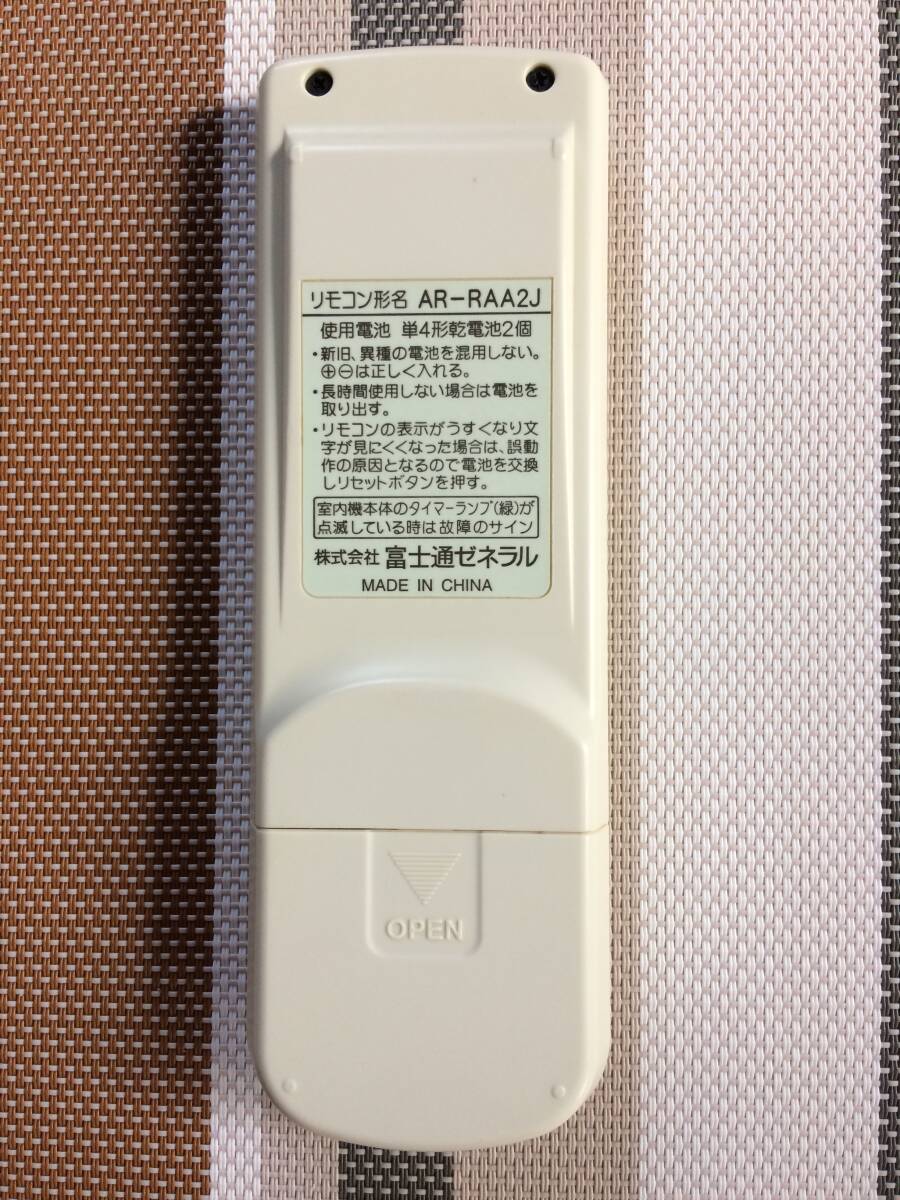 リモコン形名 AR-RAA2J
使用電池 単4形乾電池2個
・新旧、異種の電池を混用しない。
⊕⊖は正しく入れる。
・長時間使用しない場合は電池を
取り出す。
・リモコンの表示がうすくなり文
字が見にくくなった場合は、誤動
作の原因となるので電池を交換
しリセットボタンを押す。
室内機本体のタイマーランプ(緑)が
点滅している時は故障のサイン
株式会社 富士通ゼネラル
MADE IN CHINA
OPEN